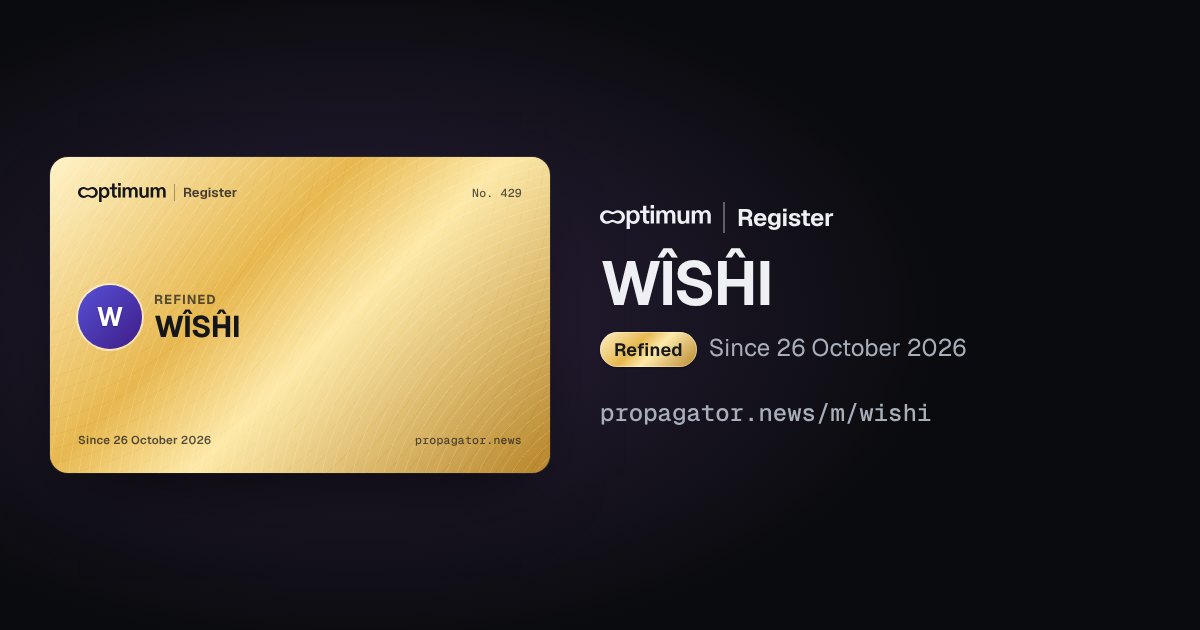 optimum | Register
No. 429
W
REFINED
WÎSĤI
Since 26 October 2026
propagator.news
optimum | Register
WÎSĤI
Refined Since 26 October 2026
propagator.news/m/wishi